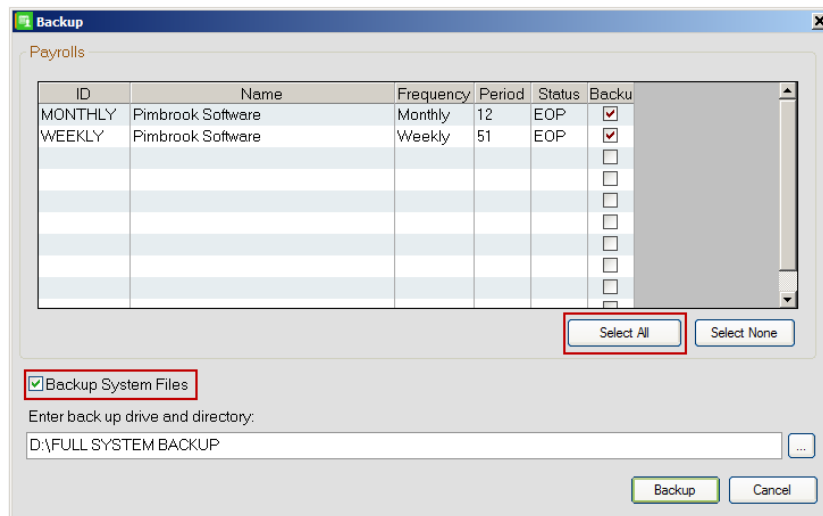 Backup
Payrolls
ID Name Frequency Period Status Backu
MONTHLY Pimbrook Software Monthly 12 EOP
WEEKLY Pimbrook Software Weekly 51 EOP
Select All Select None
Backup System Files
Enter back up drive and directory:
D:\FULL SYSTEM BACKUP ...
Backup Cancel